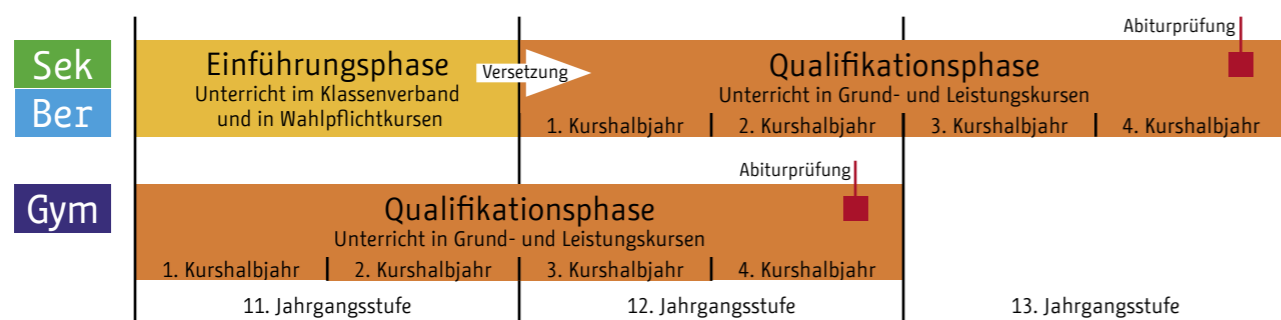 Abiturprüfung
Sek
Ber
Einführungsphase
Unterricht im Klassenverband
und in Wahlpflichtkursen
Versetzung
Qualifikationsphase
Unterricht in Grund- und Leistungskursen
1. Kurshalbjahr
2. Kurshalbjahr
3. Kurshalbjahr
4. Kurshalbjahr
Abiturprüfung
Gym
Qualifikationsphase
Unterricht in Grund- und Leistungskursen
1. Kurshalbjahr
2. Kurshalbjahr
3. Kurshalbjahr
4. Kurshalbjahr
11. Jahrgangsstufe
12. Jahrgangsstufe
13. Jahrgangsstufe